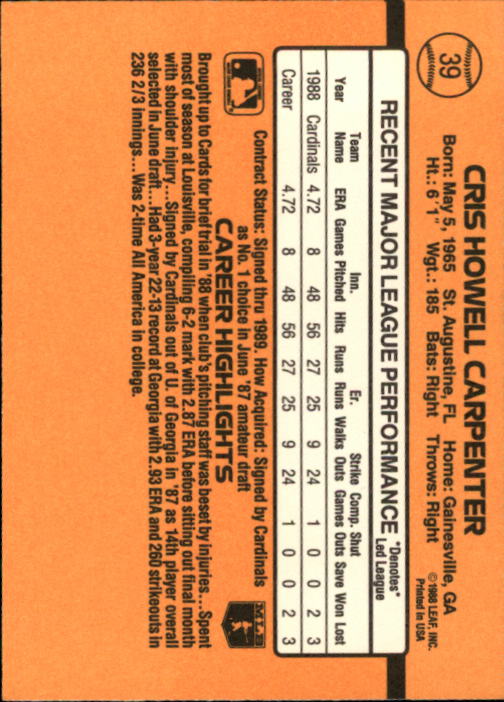 39
CRIS HOWELL CARPENTER
Born: May 5, 1965 St. Augustine, FL Home: Gainesville, GA
Ht.: 6'1" Wgt.: 185 Bats: Right Throws: Right
©1988 LEAF, INC.
Printed in USA
RECENT MAJOR LEAGUE PERFORMANCE
*Denotes
Led League
Year Team Name ERA Games Inn. Pitched Hits Runs Er. Runs Walks Strike Outs Comp. Games Shut Outs Save Won Lost
1988 Cardinals 4.72 8 48 56 27 25 9 24 1 0 0 2 3
Career 4.72 8 48 56 27 25 9 24 1 0 0 2 3
Contract Status: Signed thru 1989. How Acquired: Signed by Cardinals
as No. 1 choice in June '87 amateur draft
CAREER HIGHLIGHTS
Brought up to Cards for brief trial in '88 when club's pitching staff was beset by injuries... Spent
most of season at Louisville, compiling 6-2 mark with 2.87 ERA before sitting out final month
with shoulder injury... Signed by Cardinals out of U. of Georgia in '87 as 14th player overall
selected in June draft... Had 3-year 22-13 record at Georgia with 2.93 ERA and 260 strikeouts in
236 2/3 innings... Was 2-time All America in college.